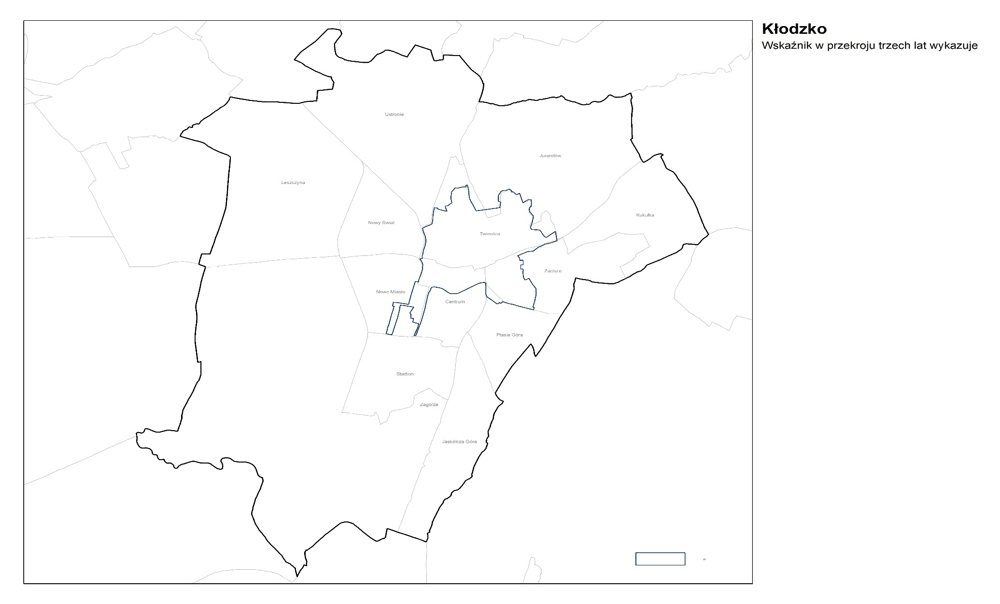 Kłodzko
Wskaźnik w przekroju trzech lat wykazuje
Ustronie
Jurandów
Leszczyna
Kukułka
Nowy Świat
Twierdza
Zacisze
Nowe Miasto
Centrum
Ptasia Góra
Stadion
Zagórze
Jaskółcza Góra